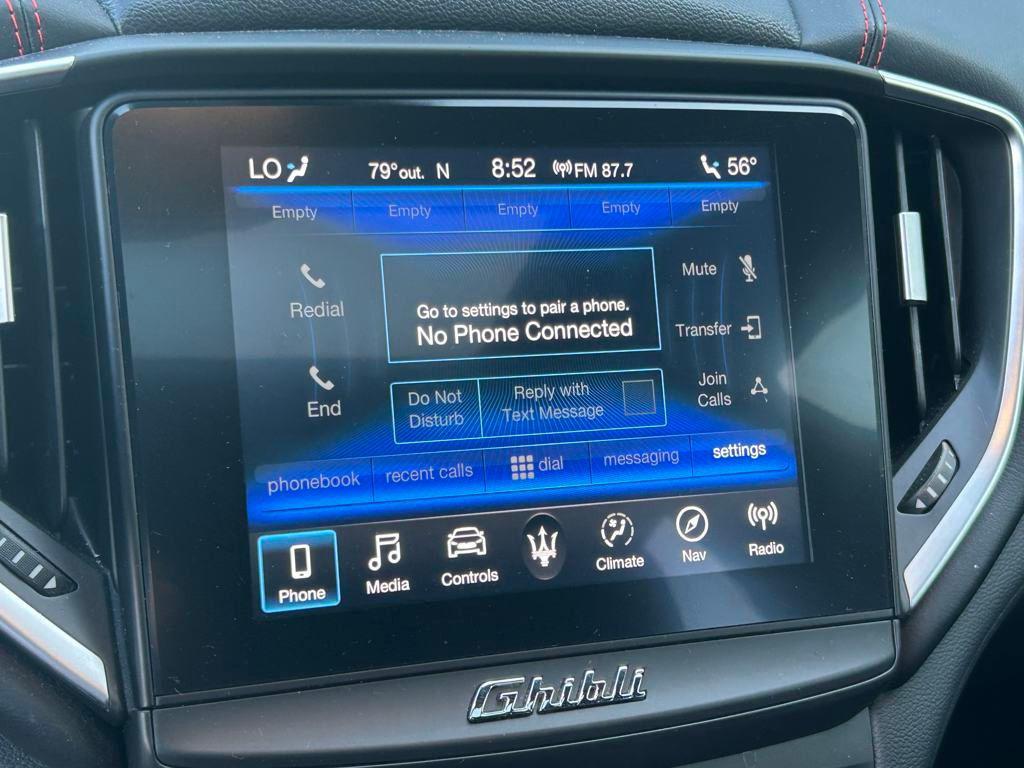 LO 79° out. N 8:52 FM 87.7 56°
Empty Empty Empty Empty Empty
Redial
Go to settings to pair a phone.
No Phone Connected
Mute
Transfer
End
Do Not
Disturb
Reply with
Text Message
Join
Calls
phonebook recent calls dial messaging settings
Phone Media Controls Climate Nav Radio
Ghibli